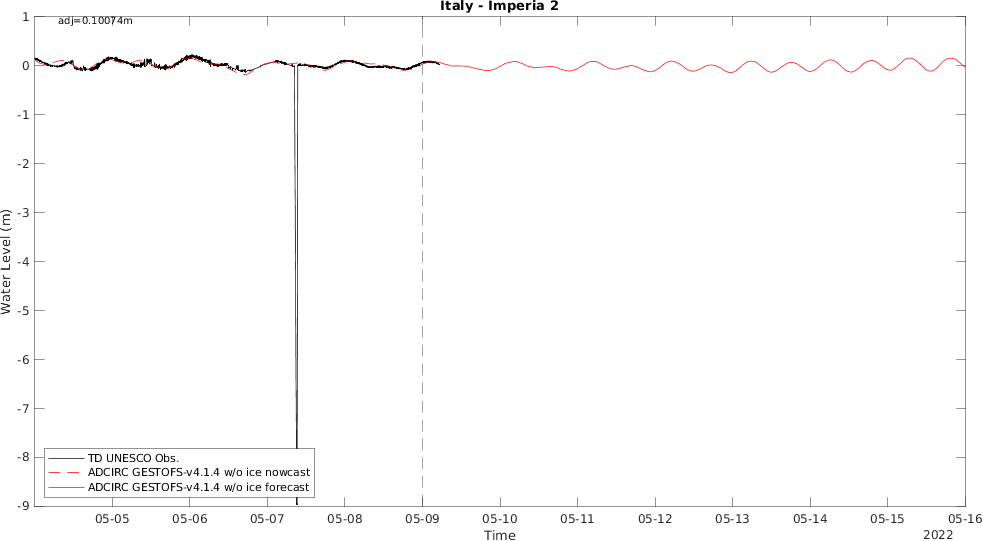 Italy - Imperia 2
adj=0.10074m
1
0
-1
-2
-3
-4
-5
-6
-7
-8
-9
Water Level (m)
TD UNESCO Obs.
ADCIRC GESTOFS-v4.1.4 w/o ice nowcast
ADCIRC GESTOFS-v4.1.4 w/o ice forecast
05-05 05-06 05-07 05-08 05-09 05-10 05-11 05-12 05-13 05-14 05-15 05-16
Time
2022